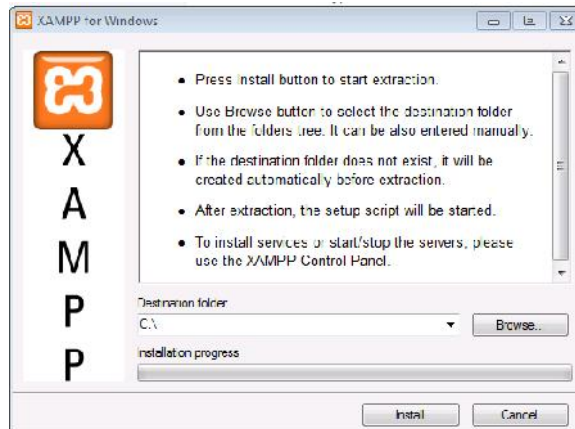 XAMPP for Windows
X
A
M
P
P
• Press Install button to start extraction.
• Use Browse button to select the destination folder
from the folders tree. It can be also entered manually.
• If the destination folder does not exist, it will be
created automatically before extraction.
• After extraction, the setup script will be started.
• To install services or start/stop the servers, please
use the XAMPP Control Panel.
Destination folder
C:\
Browse...
Installation progress
Install
Cancel